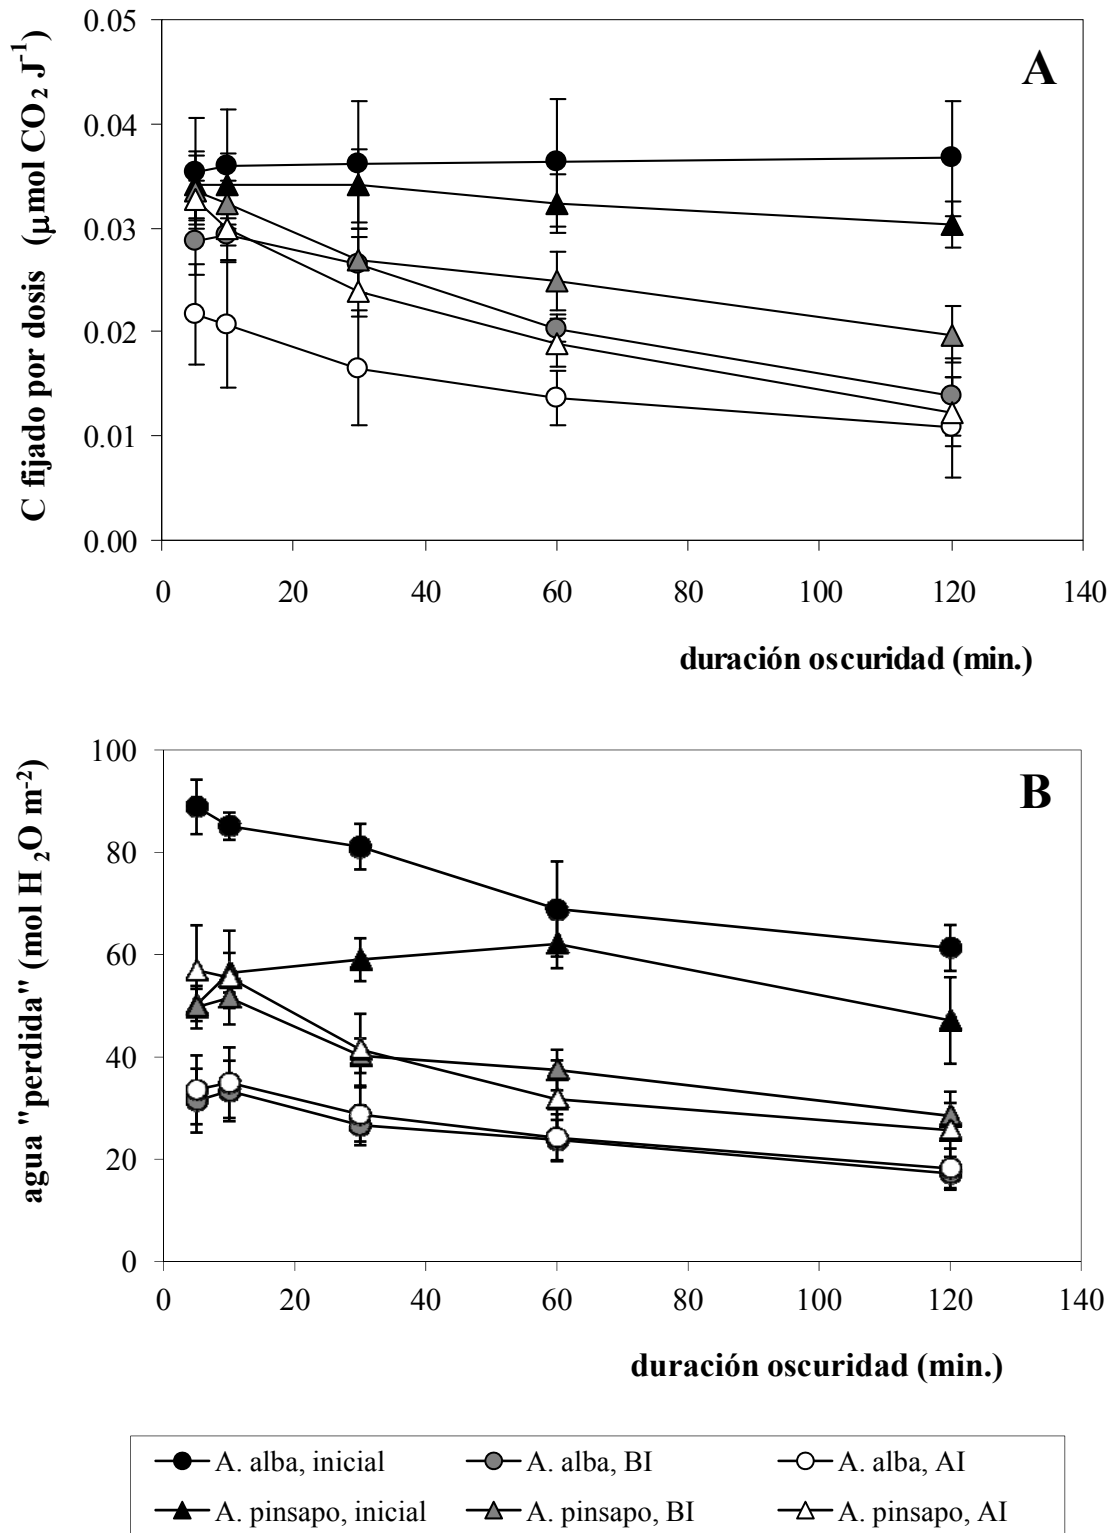 0.05
A
0.04
0.03
0.02
0.01
0.00
C fijado por dosis (μmol CO₂ J⁻¹)
0 20 40 60 80 100 120 140
duración oscuridad (min.)
100
B
80
60
40
20
0
agua "perdida" (mol H₂O m⁻²)
0 20 40 60 80 100 120 140
duración oscuridad (min.)
A. alba, inicial A. alba, BI A. alba, AI
A. pinsapo, inicial A. pinsapo, BI A. pinsapo, AI